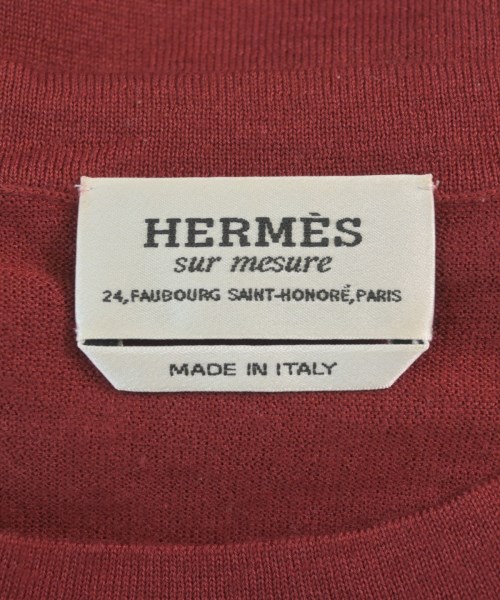 HERMÈS
sur mesure
24,FAUBOURG SAINT-HONORÉ,PARIS
MADE IN ITALY